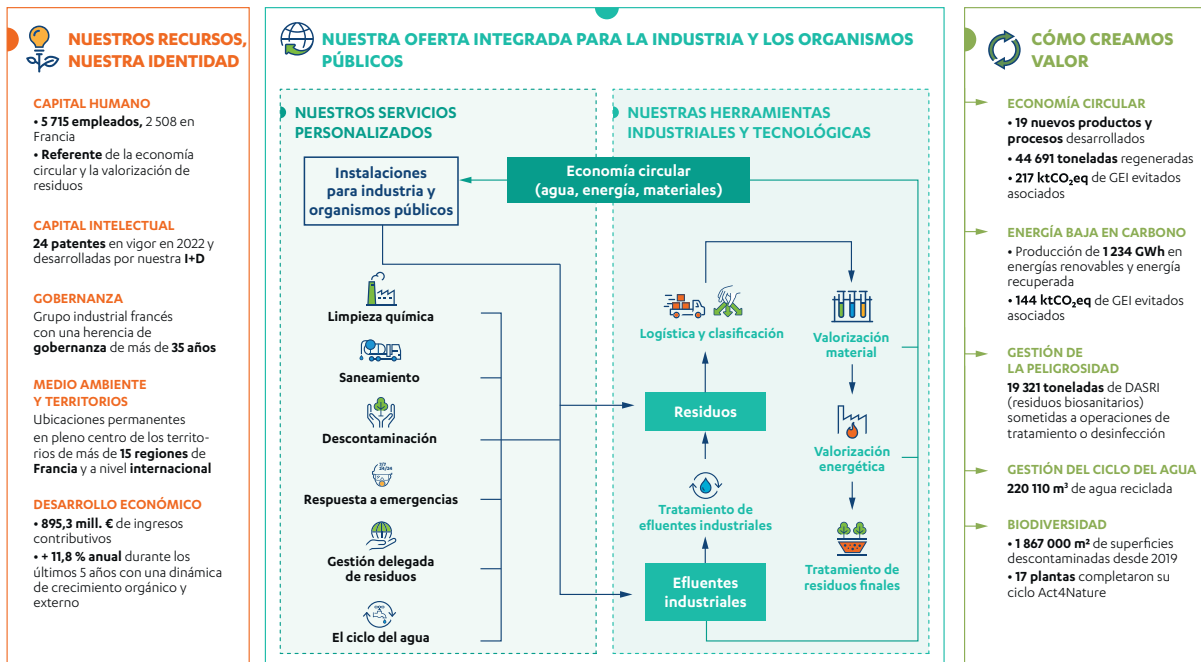 NUESTROS RECURSOS,
NUESTRA IDENTIDAD
CAPITAL HUMANO
• 5 715 empleados, 2 508 en
Francia
• Referente de la economía
circular y la valorización de
residuos
CAPITAL INTELECTUAL
24 patentes en vigor en 2022 y
desarrolladas por nuestra I+D
GOBERNANZA
Grupo industrial francés
con una herencia de
gobernanza de más de 35 años
MEDIO AMBIENTE
Y TERRITORIOS
Ubicaciones permanentes
en pleno centro de los territo-
rios de más de 15 regiones de
Francia y a nivel internacional
DESARROLLO ECONÓMICO
• 895,3 mill. € de ingresos
contributivos
• + 11,8 % anual durante los
últimos 5 años con una dinámica
de crecimiento orgánico y
externo
NUESTRA OFERTA INTEGRADA PARA LA INDUSTRIA Y LOS ORGANISMOS
PÚBLICOS
NUESTROS SERVICIOS
PERSONALIZADOS
Instalaciones
para industria y
organismos públicos
Limpieza química
Saneamiento
Descontaminación
7/7
24/24
Respuesta a emergencias
Gestión delegada
de residuos
El ciclo del agua
NUESTRAS HERRAMIENTAS
INDUSTRIALES Y TECNOLÓGICAS
Economía circular
(agua, energía, materiales)
Logística y clasificación
Valorización
material
Residuos
Valorización
energética
Tratamiento de
efluentes industriales
Tratamiento de
residuos finales
Efluentes
industriales
CÓMO CREAMOS
VALOR
ECONOMÍA CIRCULAR
• 19 nuevos productos y
procesos desarrollados
• 44 691 toneladas regeneradas
• 217 ktCO₂eq de GEI evitados
asociados
ENERGÍA BAJA EN CARBONO
• Producción de 1 234 GWh en
energías renovables y energía
recuperada
• 144 ktCO₂eq de GEI evitados
asociados
GESTIÓN DE
LA PELIGROSIDAD
19 321 toneladas de DASRI
(residuos biosanitarios)
sometidas a operaciones de
tratamiento o desinfección
GESTIÓN DEL CICLO DEL AGUA
220 110 m³ de agua reciclada
BIODIVERSIDAD
• 1 867 000 m² de superficies
descontaminadas desde 2019
• 17 plantas completaron su
ciclo Act4Nature